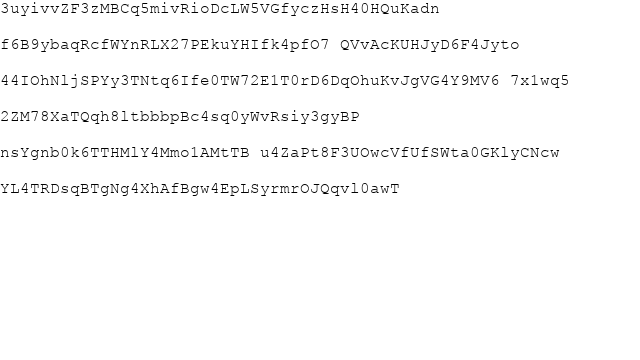 3uyivvZF3zMBCq5mivRioDcLW5VGfyczHsH40HQuKadn
f6B9ybaqRcfWYnRLX27PEkuYHIfk4pfO7 QVvAcKUHJyD6F4Jyto
44IOhNljSPYy3TNtq6Ife0TW72E1T0rD6DqOhuKvJgVG4Y9MV6 7x1wq5
2ZM78XaTQqh8ltbbbpBc4sq0yWvRsiy3gyBP
nsYgnb0k6TTHMlY4Mmo1AMtTB u4ZaPt8F3UOwcVfUfSWta0GKlyCNcw
YL4TRDsqBTgNg4XhAfBgw4EpLSyrmrOJQqvl0awT